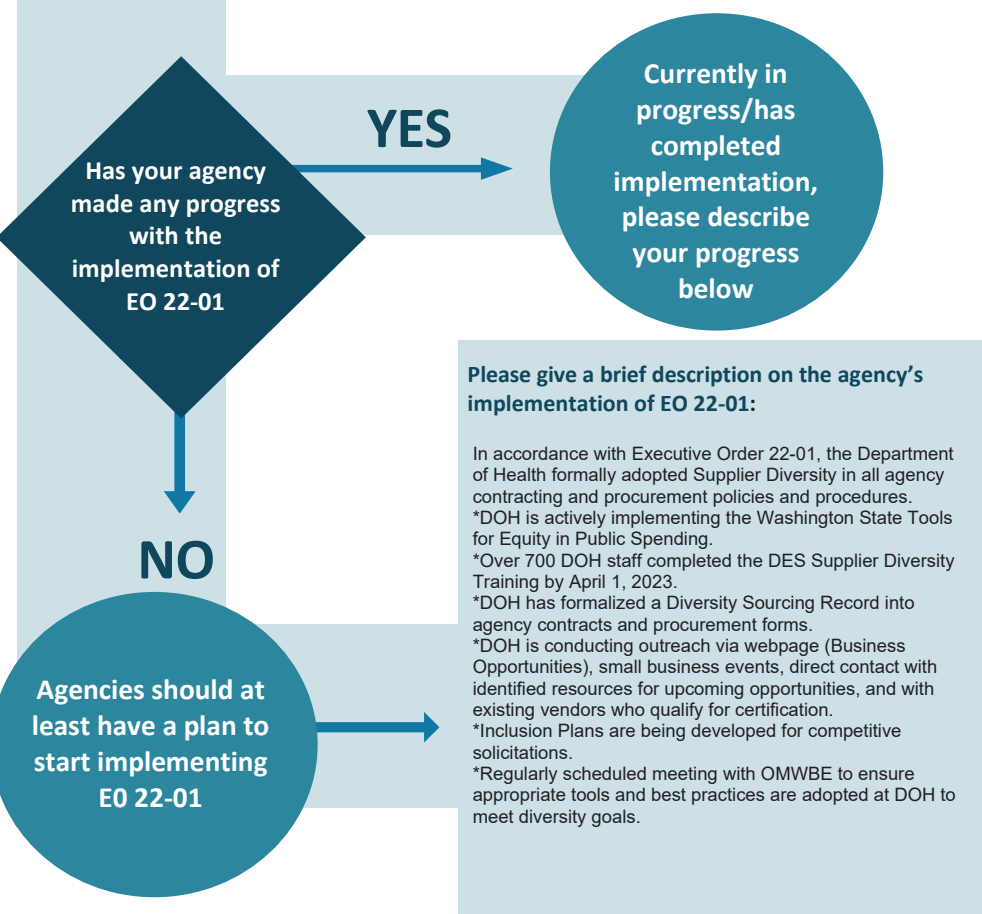 Has your agency
made any progress
with the
implementation of
EO 22-01
YES
Currently in
progress/has
completed
implementation,
please describe
your progress
below
NO
Agencies should at
least have a plan to
start implementing
E0 22-01
Please give a brief description on the agency’s
implementation of EO 22-01:
In accordance with Executive Order 22-01, the Department
of Health formally adopted Supplier Diversity in all agency
contracting and procurement policies and procedures.
*DOH is actively implementing the Washington State Tools
for Equity in Public Spending.
*Over 700 DOH staff completed the DES Supplier Diversity
Training by April 1, 2023.
*DOH has formalized a Diversity Sourcing Record into
agency contracts and procurement forms.
*DOH is conducting outreach via webpage (Business
Opportunities), small business events, direct contact with
identified resources for upcoming opportunities, and with
existing vendors who qualify for certification.
*Inclusion Plans are being developed for competitive
solicitations.
*Regularly scheduled meeting with OMWBE to ensure
appropriate tools and best practices are adopted at DOH to
meet diversity goals.